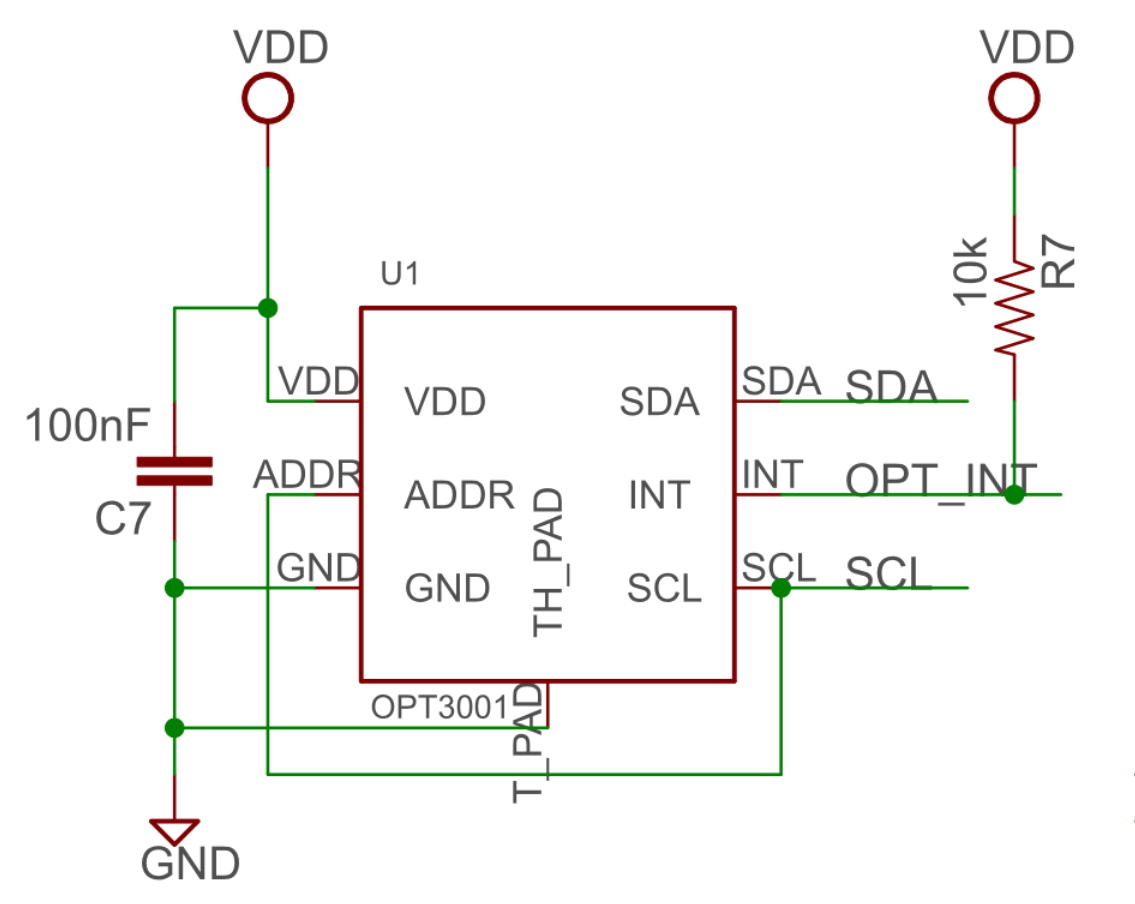 VDD
VDD
U1
10k
R7
VDD
VDD
SDA
SDA
SDA
100nF
C7
ADDR
ADDR
INT
INT
OPT_INT
TH_PAD
GND
GND
SCL
SCL
SCL
OPT3001
T_PAD
GND